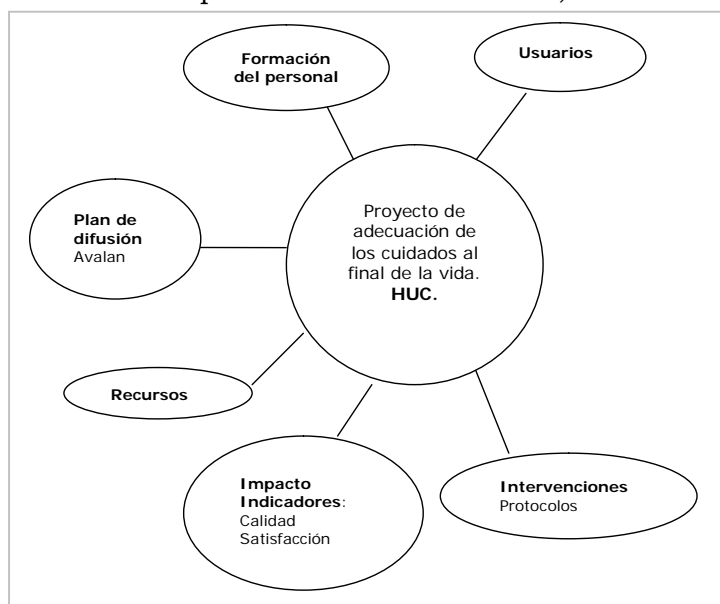 Formación
del personal
Usuarios
Proyecto de
adecuación de
los cuidados al
final de la vida.
HUC.
Plan de
difusión
Avalan
Recursos
Impacto
Indicadores:
Calidad
Satisfacción
Intervenciones
Protocolos